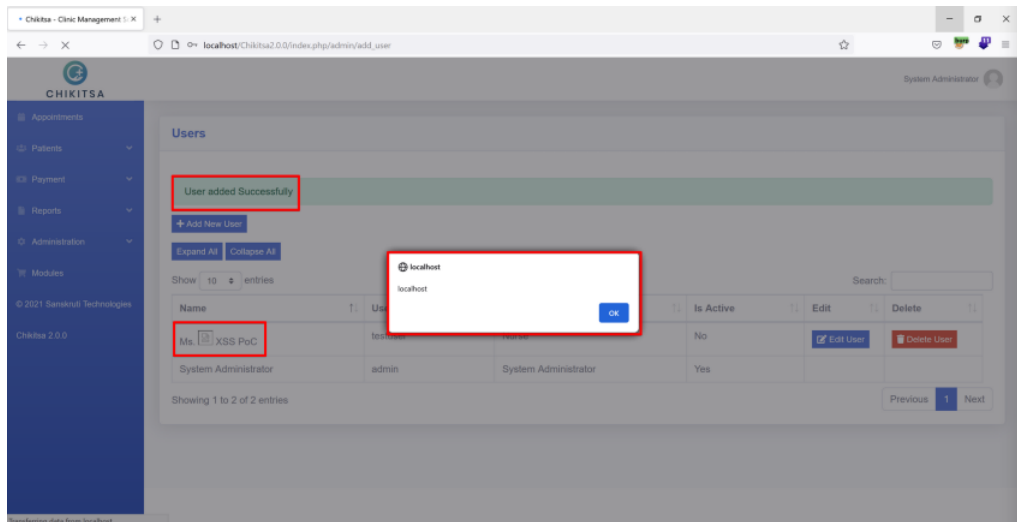 Chikitsa - Clinic Management S
localhost/Chikitsa2.0.0/index.php/admin/add_user
CHIKITSA
System Administrator
Appointments
Users
Patients
Payment
User added Successfully
Reports
+ Add New User
Administration
Expand All Collapse All
localhost
Modules
Show 10 entries
localhost
Search:
OK
© 2021 Sanskruti Technologies
Name Use Is Active Edit Delete
Chikitsa 2.0.0
Ms. XSS PoC testuser Nurse No Edit User Delete User
System Administrator admin System Administrator Yes
Showing 1 to 2 of 2 entries
Previous 1 Next